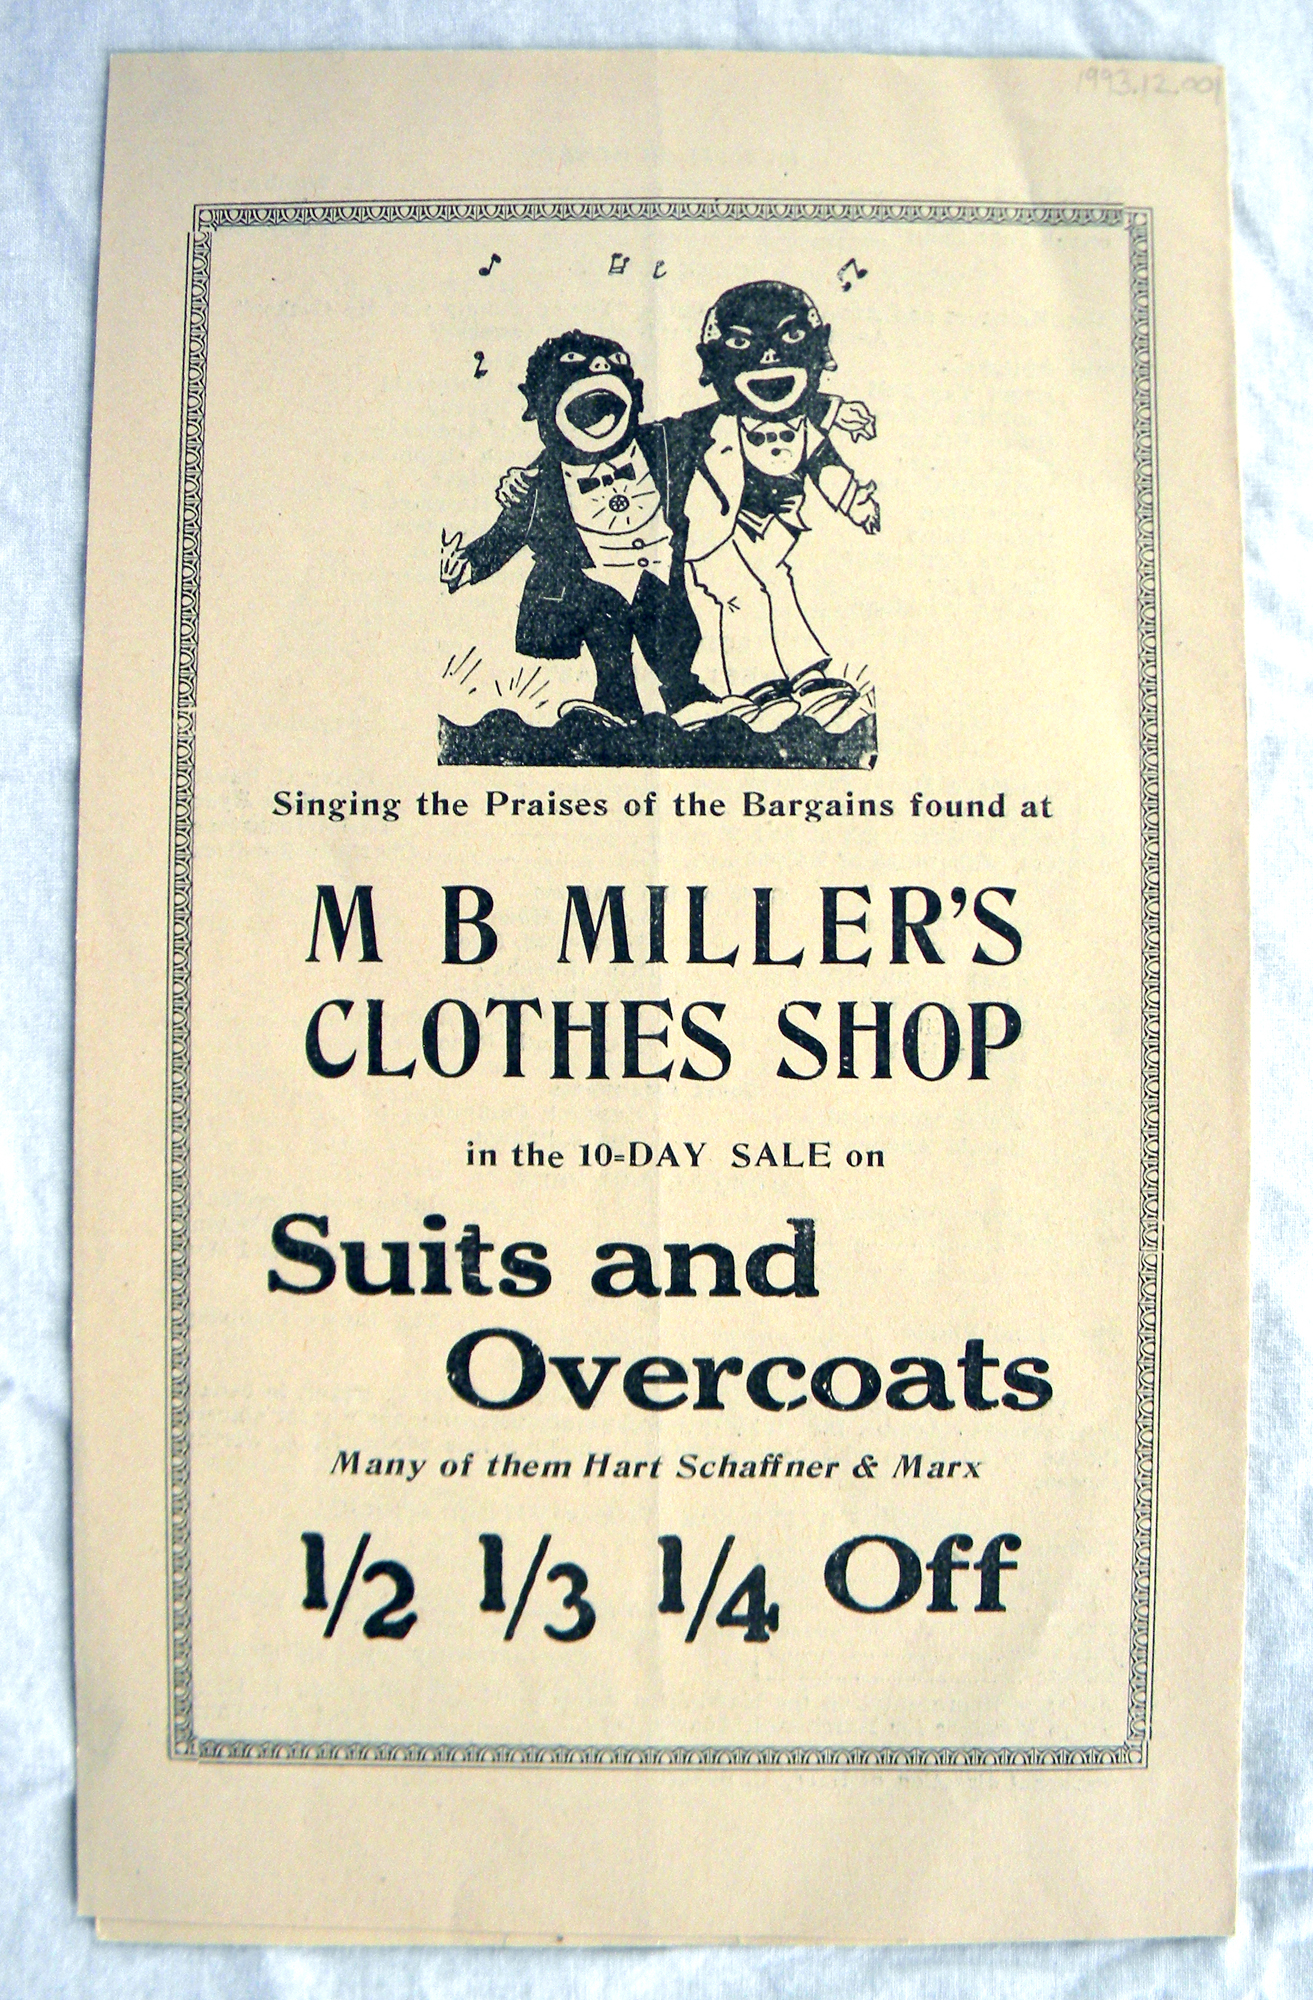 1993.12.001
Singing the Praises of the Bargains found at
M B MILLER'S
CLOTHES SHOP
in the 10=DAY SALE on
Suits and
Overcoats
Many of them Hart Schaffner & Marx
1/2 1/3 1/4 Off